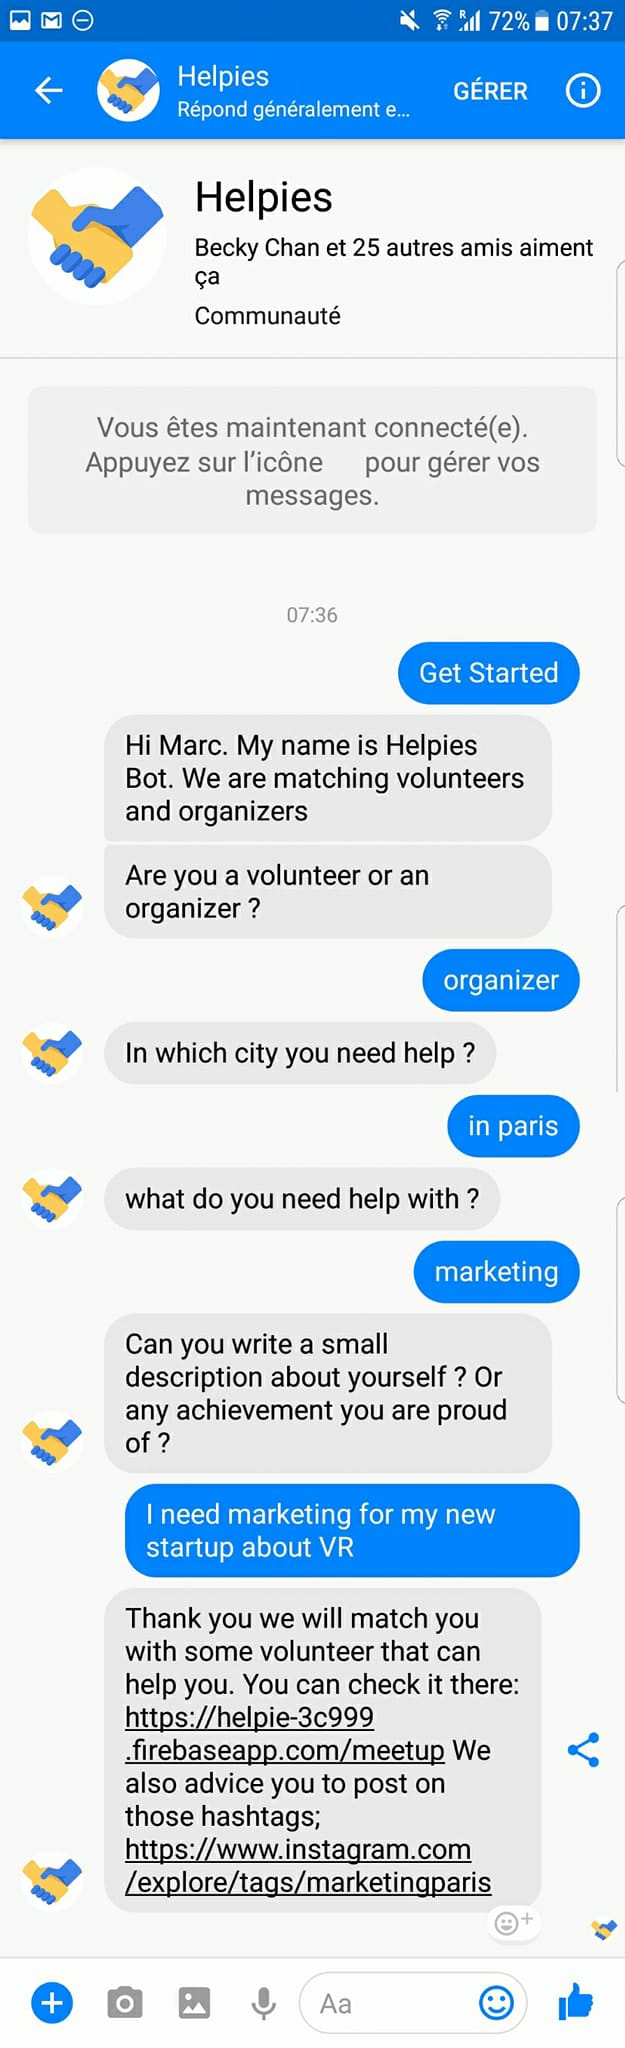 72% 07:37
Helpies
Répond généralement e...
GÉRER
Helpies
Becky Chan et 25 autres amis aiment
ça
Communauté
Vous êtes maintenant connecté(e).
Appuyez sur l'icône pour gérer vos
messages.
07:36
Get Started
Hi Marc. My name is Helpies
Bot. We are matching volunteers
and organizers
Are you a volunteer or an
organizer ?
organizer
In which city you need help ?
in paris
what do you need help with ?
marketing
Can you write a small
description about yourself ? Or
any achievement you are proud
of ?
I need marketing for my new
startup about VR
Thank you we will match you
with some volunteer that can
help you. You can check it there:
https://helpie-3c999
.firebaseapp.com/meetup We
also advice you to post on
those hashtags;
https://www.instagram.com
/explore/tags/marketingparis
Aa